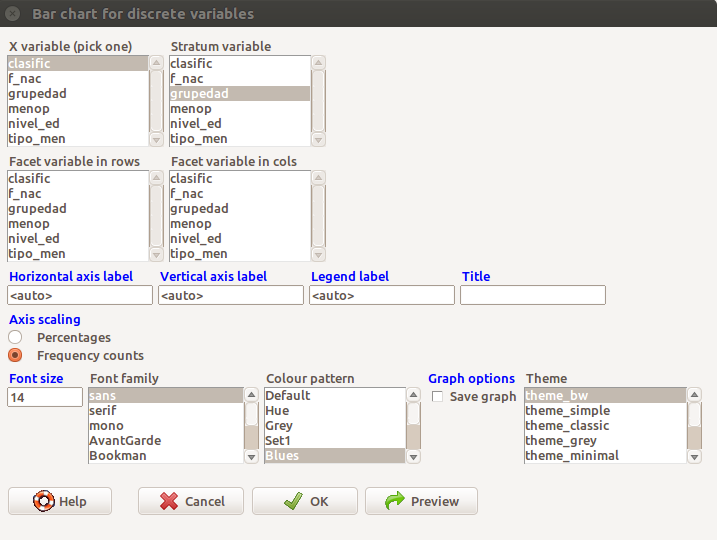 Bar chart for discrete variables
X variable (pick one) Stratum variable
clasific clasific
f_nac f_nac
grupedad grupedad
menop menop
nivel_ed nivel_ed
tipo_men tipo_men
Facet variable in rows Facet variable in cols
clasific clasific
f_nac f_nac
grupedad grupedad
menop menop
nivel_ed nivel_ed
tipo_men tipo_men
Horizontal axis label Vertical axis label Legend label Title
<auto> <auto> <auto>
Axis scaling
Percentages
Frequency counts
Font size Font family Colour pattern Graph options Theme
14 sans Default Save graph theme_bw
serif Hue theme_simple
mono Grey theme_classic
AvantGarde Set1 theme_grey
Bookman Blues theme_minimal
Help Cancel OK Preview